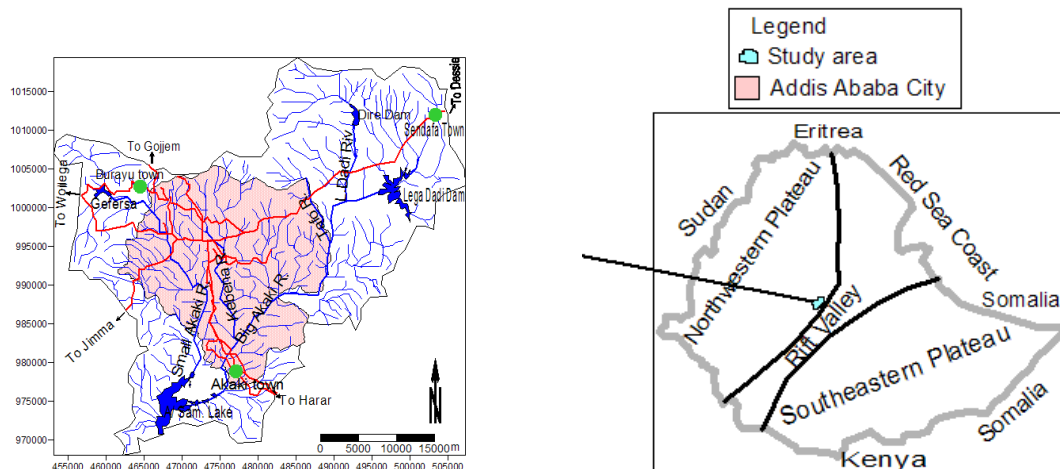 1015000
1010000
1005000
1000000
995000
990000
985000
980000
975000
970000
455000 460000 465000 470000 475000 480000 485000 490000 495000 500000 505000
To Dessie
Dire Dam
Sendafa Town
To Gojjem
Burayu town
To Wollega
Gefersa
L.Dadi Riv.
Lega Dadi Dam
Kebena R.
Big Akaki R.
Small Akaki R.
To Jimma
Akaki town
Sam. Lake
To Harar
N
0 5000 10000 15000m
Legend
Study area
Addis Ababa City
Eritrea
Red Sea Coast
Sudan
Northwestern Plateau
Rift Valley
Somalia
Southeastern Plateau
Somalia
Kenya